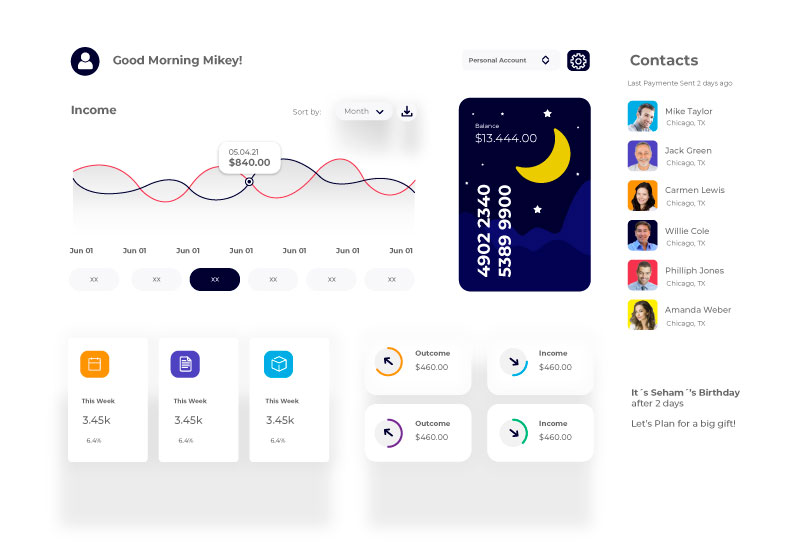 Good Morning Mikey!
Personal Account
Income
Sort by:
Month
05.04.21
$840.00
Jun 01
Jun 01
Jun 01
Jun 01
Jun 01
Jun 01
Jun 01
xx
xx
xx
xx
xx
xx
Balance
$13.444.00
4902 2340
5389 9900
Contacts
Last Paymente Sent 2 days ago
Mike Taylor
Chicago, TX
Jack Green
Chicago, TX
Carmen Lewis
Chicago, TX
Willie Cole
Chicago, TX
Philliph Jones
Chicago, TX
Amanda Weber
Chicago, TX
This Week
3.45k
6.4%
This Week
3.45k
6.4%
This Week
3.45k
6.4%
Outcome
$460.00
Income
$460.00
Outcome
$460.00
Income
$460.00
It´s Seham´'s Birthday
after 2 days
Let's Plan for a big gift!